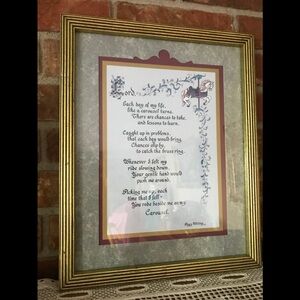 Lord,
Each day of my life,
like a carousel turns.
There are chances to take,
and lessons to learn.
Caught up in problems,
that each day would bring
Chances slip by,
to catch the brass ring.
Whenever I felt my
ride slowing down,
Your gentle hand would
push me around.
Picking me up, each
time that I fell~
You rode beside me on my
Carousel.